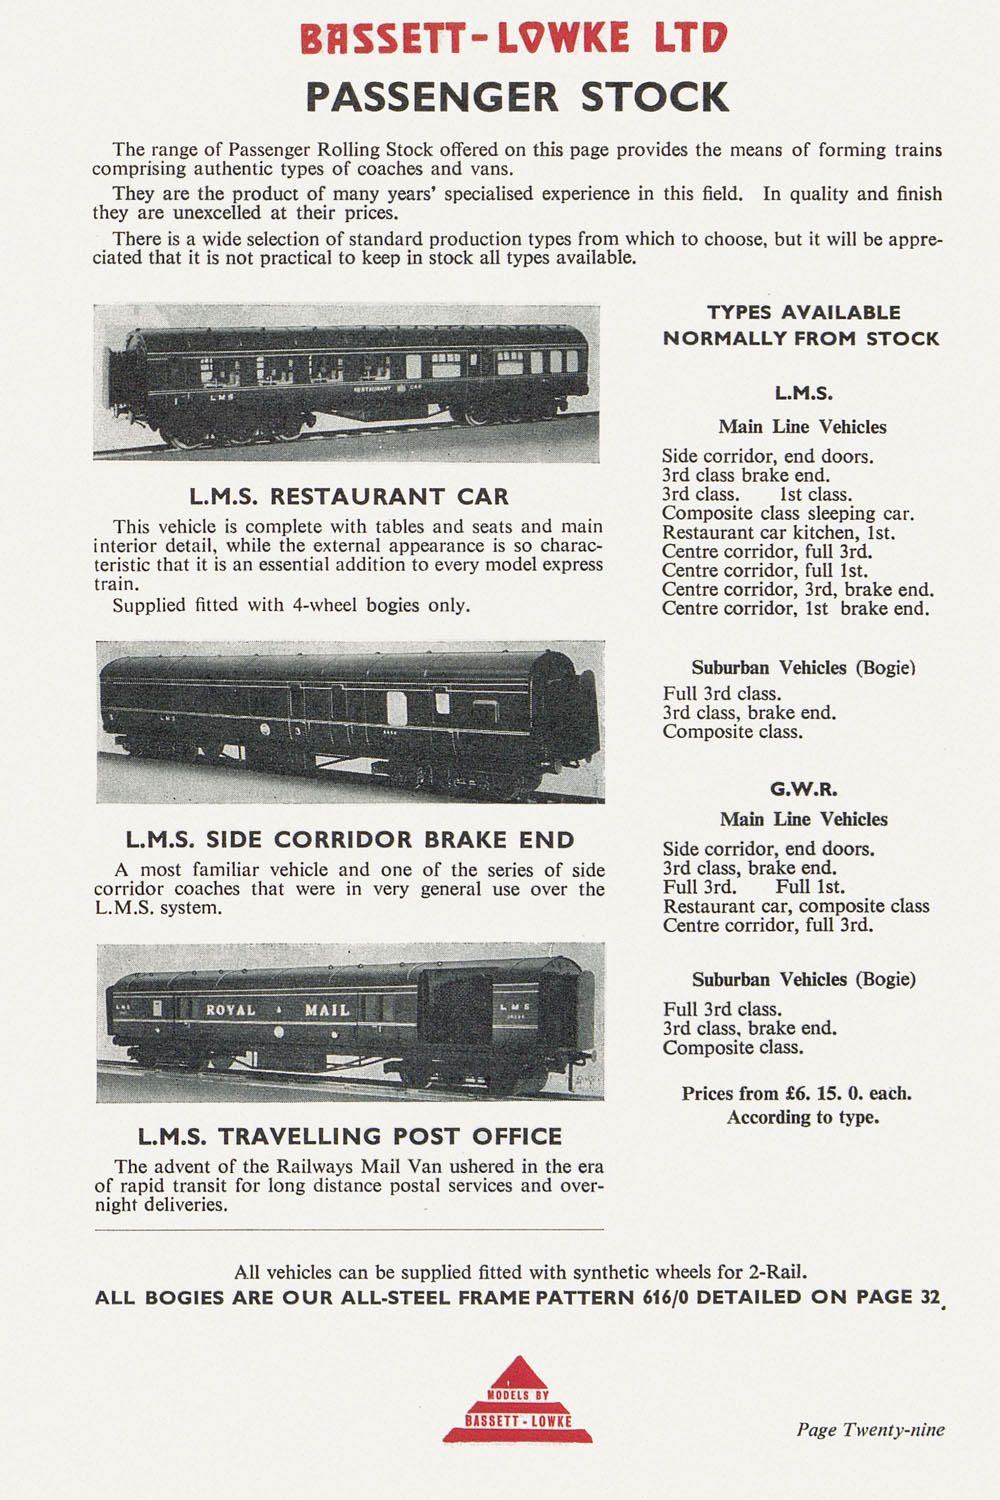 BASSETT-LOWKE LTD
PASSENGER STOCK
The range of Passenger Rolling Stock offered on this page provides the means of forming trains
comprising authentic types of coaches and vans.
They are the product of many years' specialised experience in this field. In quality and finish
they are unexcelled at their prices.
There is a wide selection of standard production types from which to choose, but it will be appre-
ciated that it is not practical to keep in stock all types available.
LMS
RESTAURANT CAR
L.M.S. RESTAURANT CAR
This vehicle is complete with tables and seats and main
interior detail, while the external appearance is so charac-
teristic that it is an essential addition to every model express
train.
Supplied fitted with 4-wheel bogies only.
LMS
3
L.M.S. SIDE CORRIDOR BRAKE END
A most familiar vehicle and one of the series of side
corridor coaches that were in very general use over the
L.M.S. system.
LMS
ROYAL MAIL
LMS
L.M.S. TRAVELLING POST OFFICE
The advent of the Railways Mail Van ushered in the era
of rapid transit for long distance postal services and over-
night deliveries.
TYPES AVAILABLE
NORMALLY FROM STOCK
L.M.S.
Main Line Vehicles
Side corridor, end doors.
3rd class brake end.
3rd class. 1st class.
Composite class sleeping car.
Restaurant car kitchen, 1st.
Centre corridor, full 3rd.
Centre corridor, full 1st.
Centre corridor, 3rd, brake end.
Centre corridor, 1st brake end.
Suburban Vehicles (Bogie)
Full 3rd class.
3rd class, brake end.
Composite class.
G.W.R.
Main Line Vehicles
Side corridor, end doors.
3rd class, brake end.
Full 3rd. Full 1st.
Restaurant car, composite class
Centre corridor, full 3rd.
Suburban Vehicles (Bogie)
Full 3rd class.
3rd class, brake end.
Composite class.
Prices from £6. 15. 0. each.
According to type.
All vehicles can be supplied fitted with synthetic wheels for 2-Rail.
ALL BOGIES ARE OUR ALL-STEEL FRAME PATTERN 616/0 DETAILED ON PAGE 32.
MODELS BY
BASSETT-LOWKE
Page Twenty-nine